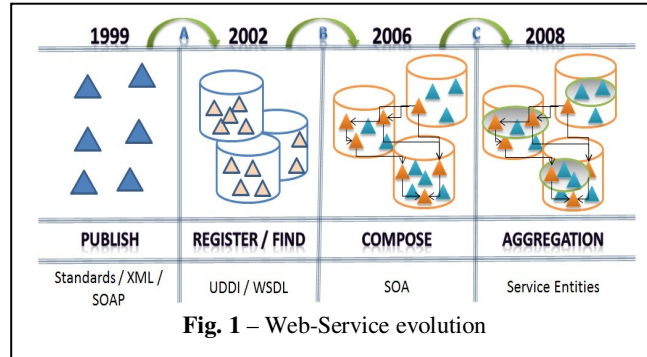 1999 A 2002 B 2006 C 2008
PUBLISH REGISTER / FIND COMPOSE AGGREGATION
Standards / XML / SOAP UDDI / WSDL SOA Service Entities
Fig. 1 – Web-Service evolution